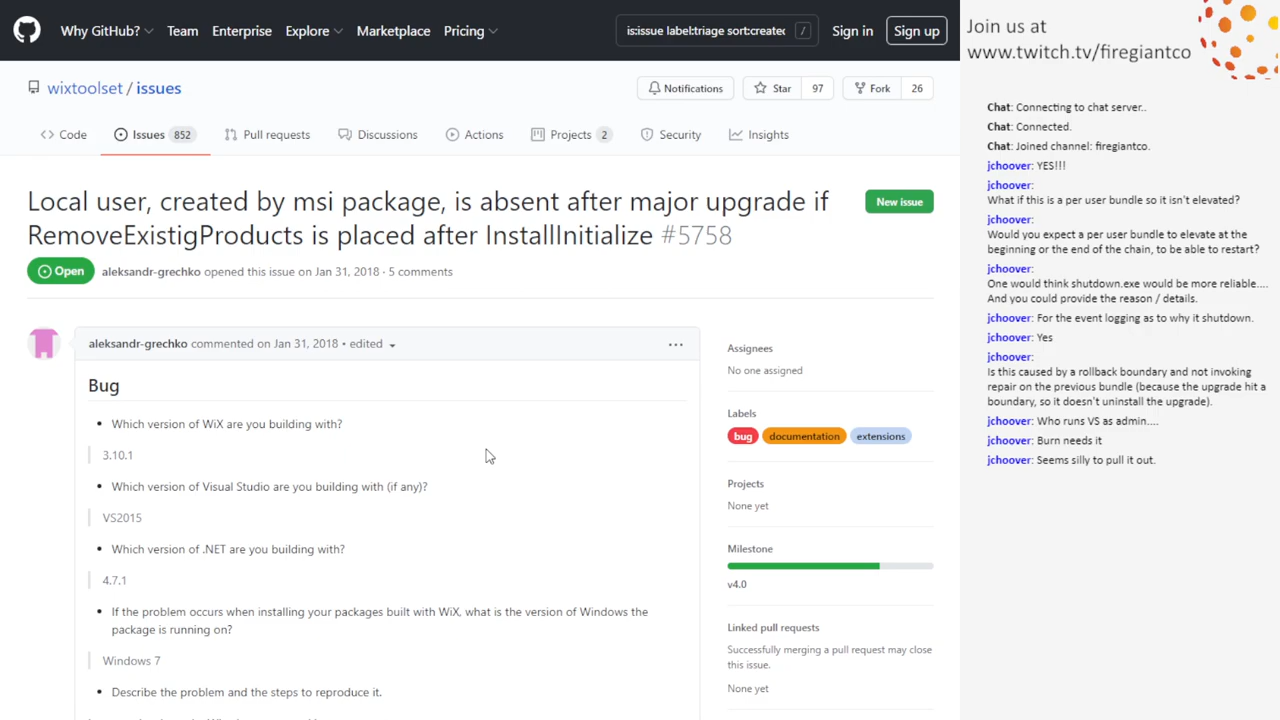 Why GitHub?
Team
Enterprise
Explore
Marketplace
Pricing
is:issue label:triage sort:create
/
Sign in
Sign up
wixtoolset / issues
Notifications
Star
97
Fork
26
Code
Issues 852
Pull requests
Discussions
Actions
Projects 2
Security
Insights
Local user, created by msi package, is absent after major upgrade if
RemoveExistigProducts is placed after InstallInitialize #5758
New issue
Open
aleksandr-grechko opened this issue on Jan 31, 2018 · 5 comments
aleksandr-grechko commented on Jan 31, 2018 • edited
Bug
• Which version of WiX are you building with?
3.10.1
• Which version of Visual Studio are you building with (if any)?
VS2015
• Which version of .NET are you building with?
4.7.1
• If the problem occurs when installing your packages built with WiX, what is the version of Windows the
package is running on?
Windows 7
• Describe the problem and the steps to reproduce it.
Assignees
No one assigned
Labels
bug
documentation
extensions
Projects
None yet
Milestone
v4.0
Linked pull requests
Successfully merging a pull request may close
this issue.
None yet
Join us at
www.twitch.tv/firegiantco
Chat: Connecting to chat server..
Chat: Connected.
Chat: Joined channel: firegiantco.
jchoover: YES!!!
jchoover:
What if this is a per user bundle so it isn't elevated?
jchoover:
Would you expect a per user bundle to elevate at the
beginning or the end of the chain, to be able to restart?
jchoover:
One would think shutdown.exe would be more reliable....
And you could provide the reason / details.
jchoover: For the event logging as to why it shutdown.
jchoover: Yes
jchoover:
Is this caused by a rollback boundary and not invoking
repair on the previous bundle (because the upgrade hit a
boundary, so it doesn't uninstall the upgrade).
jchoover: Who runs VS as admin....
jchoover: Burn needs it
jchoover: Seems silly to pull it out.